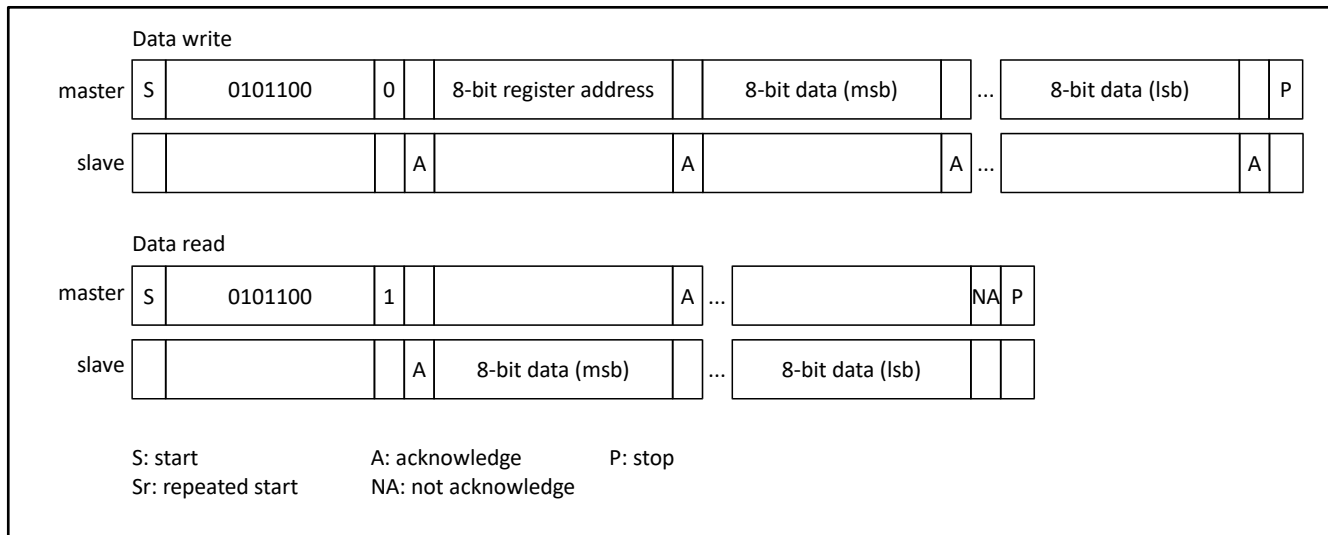 Data write
master S 0101100 0 8-bit register address 8-bit data (msb) ... 8-bit data (lsb) P
slave A A A ... A
Data read
master S 0101100 1 A ... NA P
slave A 8-bit data (msb) ... 8-bit data (lsb)
S: start A: acknowledge P: stop
Sr: repeated start NA: not acknowledge